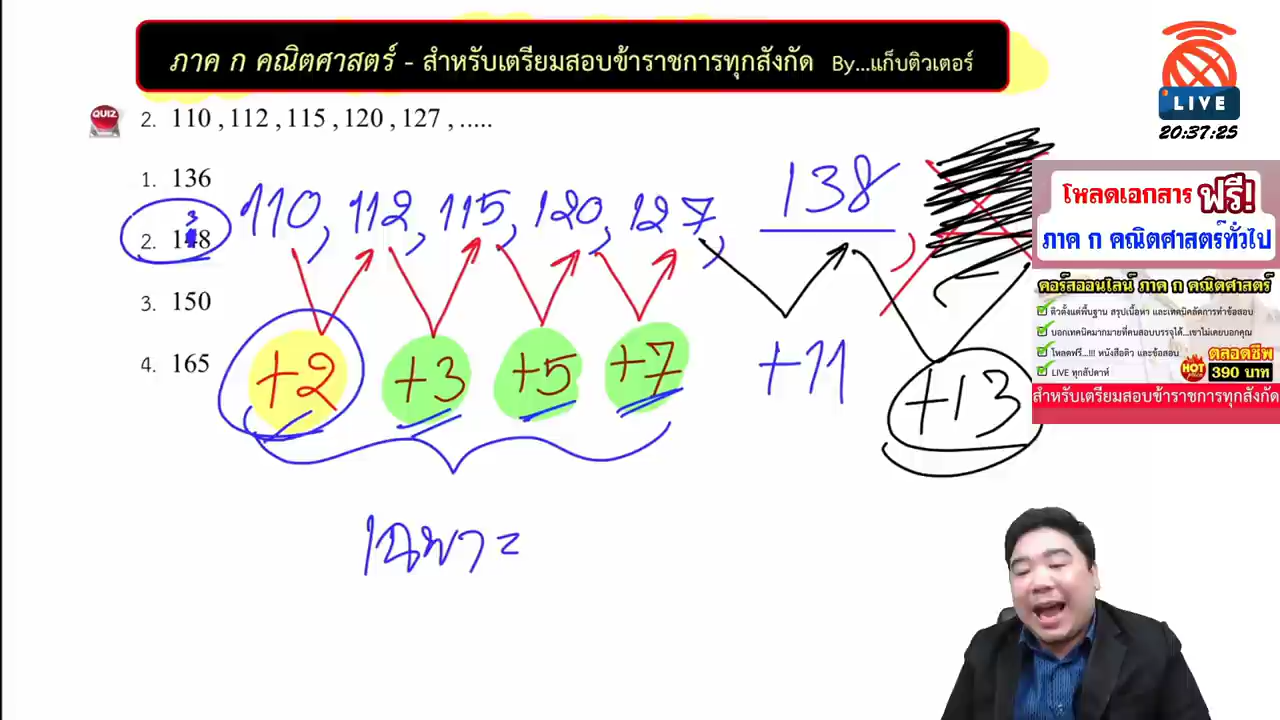 ภาค ก คณิตศาสตร์ - สำหรับเตรียมสอบข้าราชการทุกสังกัด By...แก็บติวเตอร์
LIVE
20:37:25
QUIZ
2. 110 , 112 , 115 , 120 , 127 , .....
1. 136
2. 138
3. 150
4. 165
110, 112, 115, 120, 127, 138,
+2 +3 +5 +7 +11 +13
เฉพาะ
โหลดเอกสาร ฟรี!
ภาค ก คณิตศาสตร์ทั่วไป
คอร์สออนไลน์ ภาค ก คณิตศาสตร์
ติวตั้งแต่พื้นฐาน สรุปเนื้อหา และเทคนิคลัดการทำข้อสอบ
บอกเทคนิคมากมายที่คนสอบบรรจุได้...เขาไม่เคยบอกคุณ
โหลดฟรี...!!! หนังสือติว และข้อสอบ
LIVE ทุกสัปดาห์
HOT
ตลอดชีพ
390 บาท
สำหรับเตรียมสอบข้าราชการทุกสังกัด